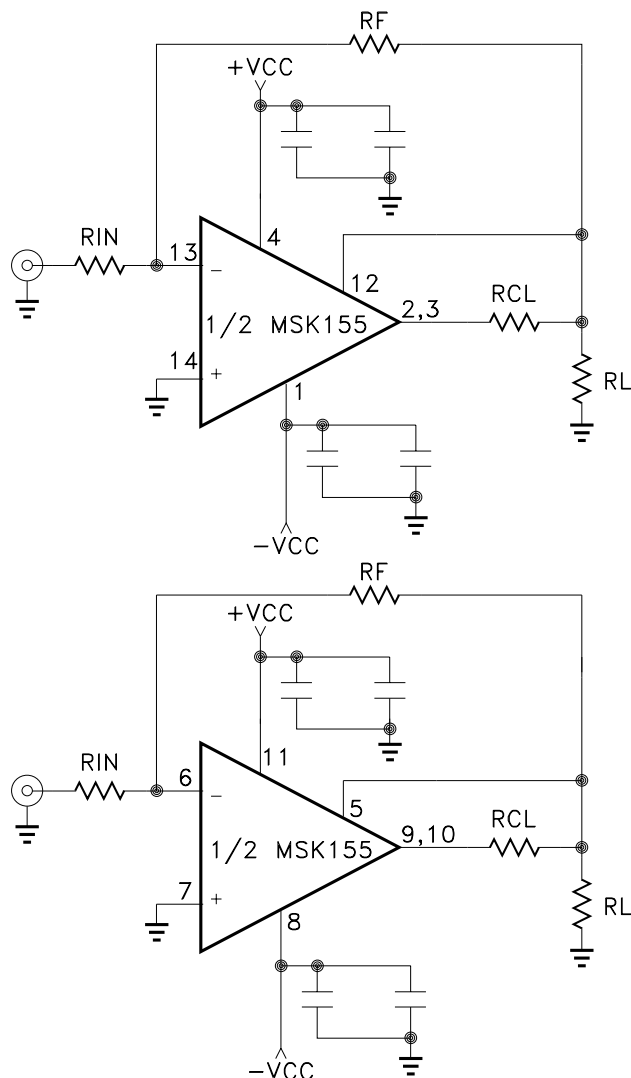 RF
+VCC
4
RIN
13
−
12
2,3
RCL
1/2 MSK155
14
+
1
RL
−VCC
RF
+VCC
11
RIN
6
−
5
9,10
RCL
1/2 MSK155
7
+
8
RL
−VCC